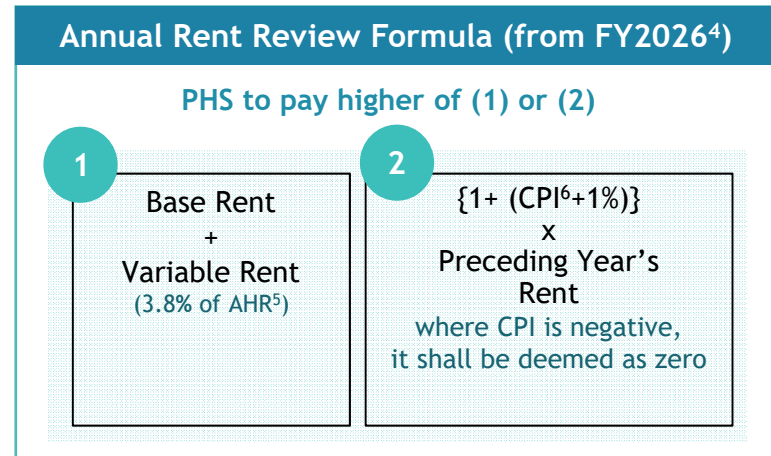 Annual Rent Review Formula (from FY2026⁴)
PHS to pay higher of (1) or (2)
1
Base Rent
+
Variable Rent
(3.8% of AHR⁵)
2
{1+ (CPI⁶+1%)}
x
Preceding Year’s
Rent
where CPI is negative,
it shall be deemed as zero